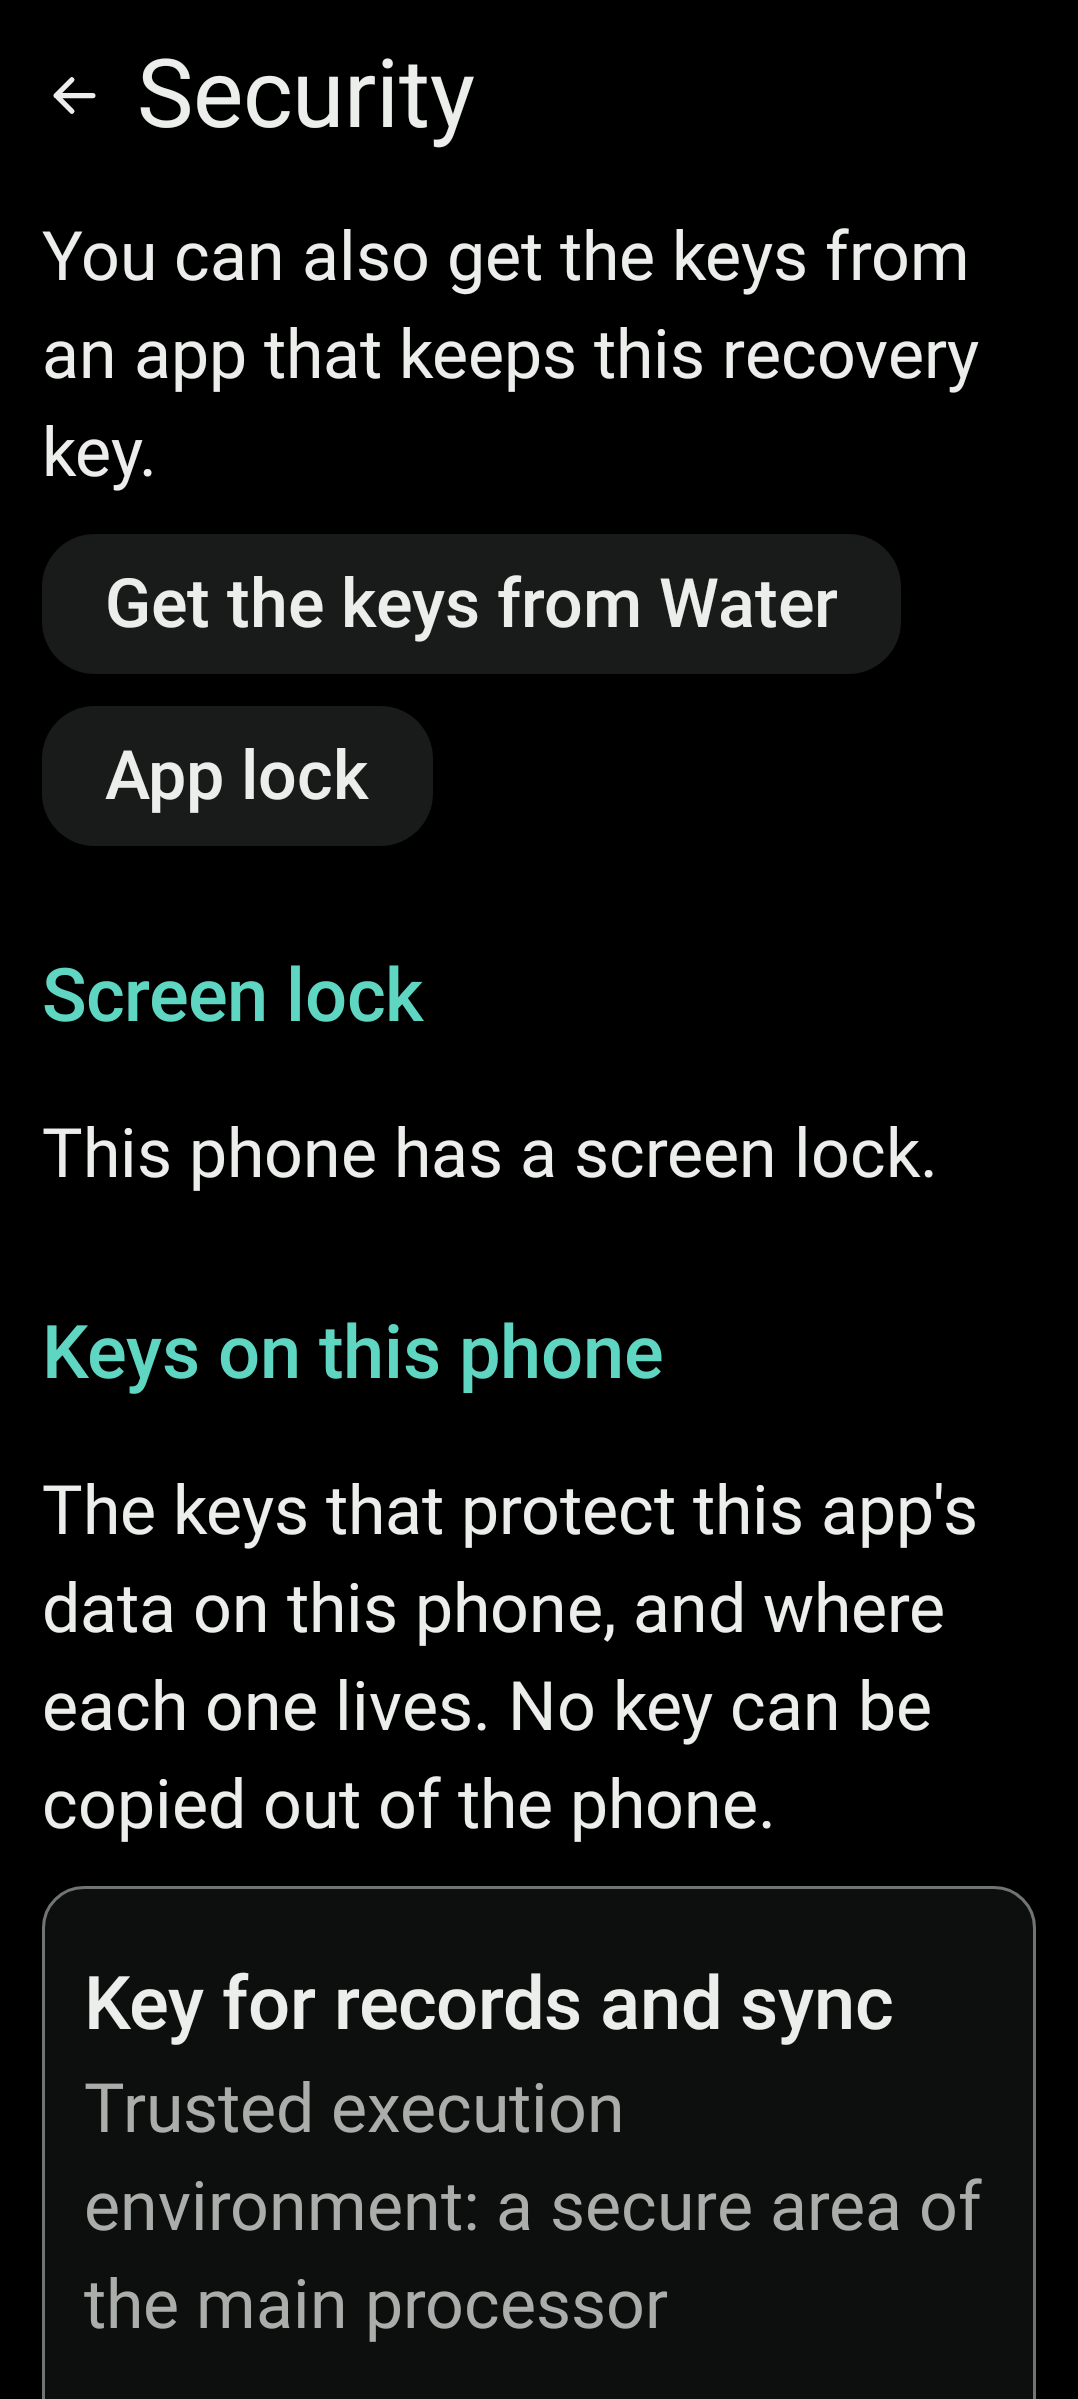 Security
You can also get the keys from
an app that keeps this recovery
key.
Get the keys from Water
App lock
Screen lock
This phone has a screen lock.
Keys on this phone
The keys that protect this app's
data on this phone, and where
each one lives. No key can be
copied out of the phone.
Key for records and sync
Trusted execution
environment: a secure area of
the main processor